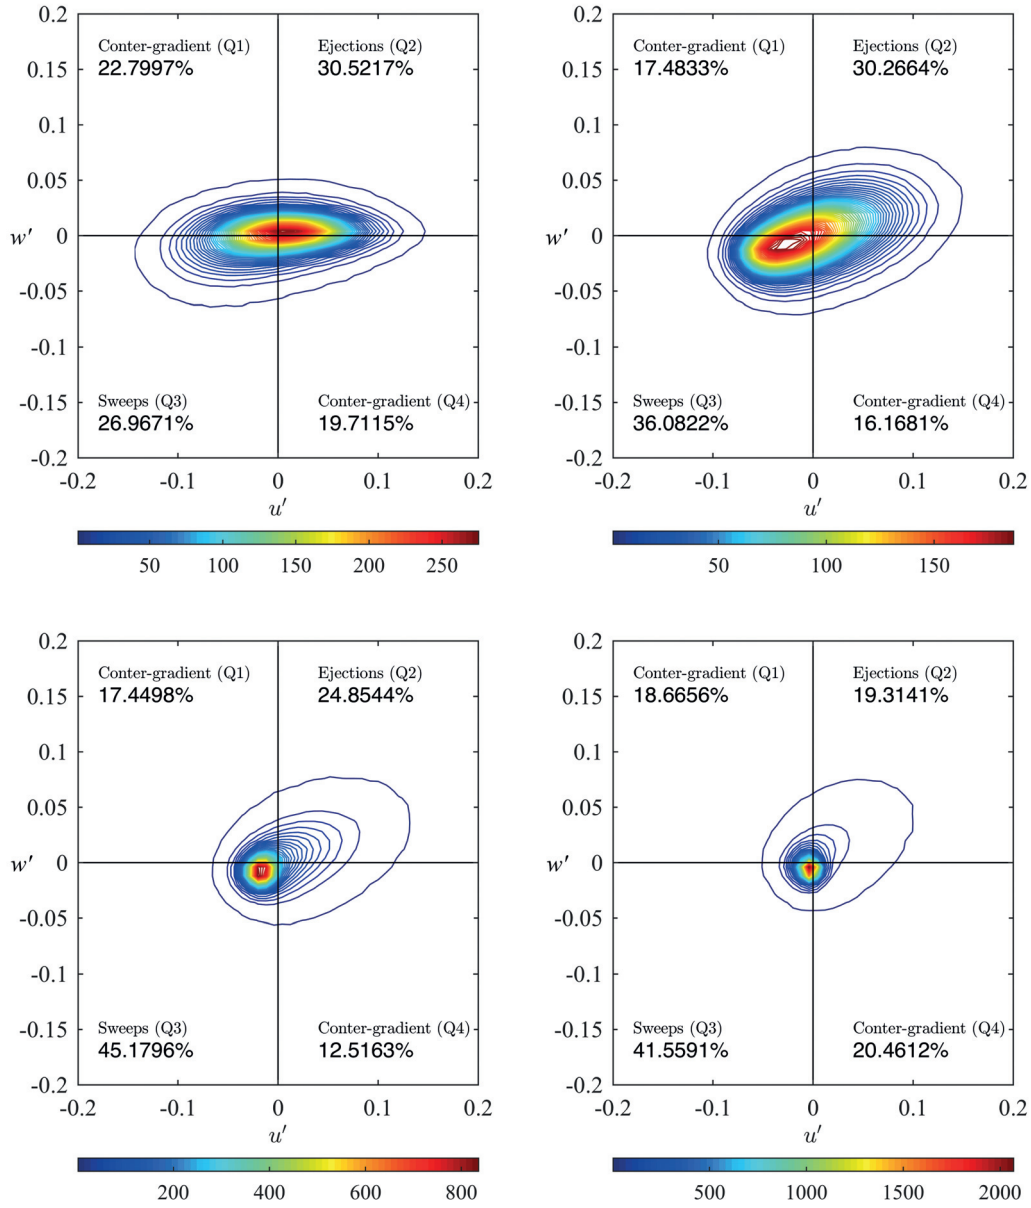 0.2
Conter-gradient (Q1) Ejections (Q2)
22.7997% 30.5217%
0.15
0.1
0.05
w′ 0
-0.05
-0.1
Sweeps (Q3) Conter-gradient (Q4)
-0.15
26.9671% 19.7115%
-0.2
-0.2 -0.1 0 0.1 0.2
u′
50 100 150 200 250
0.2
Conter-gradient (Q1) Ejections (Q2)
17.4833% 30.2664%
0.15
0.1
0.05
w′ 0
-0.05
-0.1
Sweeps (Q3) Conter-gradient (Q4)
-0.15
36.0822% 16.1681%
-0.2
-0.2 -0.1 0 0.1 0.2
u′
50 100 150
0.2
Conter-gradient (Q1) Ejections (Q2)
17.4498% 24.8544%
0.15
0.1
0.05
w′ 0
-0.05
-0.1
Sweeps (Q3) Conter-gradient (Q4)
-0.15
45.1796% 12.5163%
-0.2
-0.2 -0.1 0 0.1 0.2
u′
200 400 600 800
0.2
Conter-gradient (Q1) Ejections (Q2)
18.6656% 19.3141%
0.15
0.1
0.05
w′ 0
-0.05
-0.1
Sweeps (Q3) Conter-gradient (Q4)
-0.15
41.5591% 20.4612%
-0.2
-0.2 -0.1 0 0.1 0.2
u′
500 1000 1500 2000